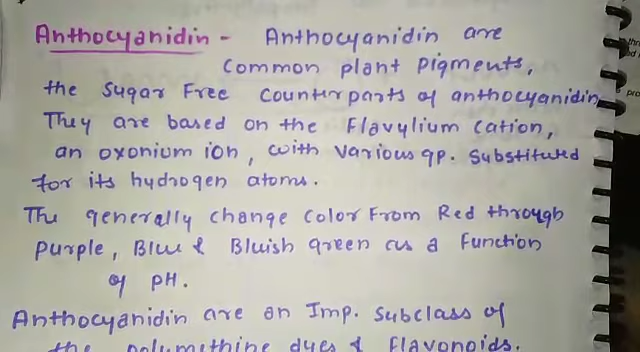 Anthocyanidin - Anthocyanidin are
common plant pigments,
the Sugar Free counterparts of anthocyanidin
They are based on the Flavylium Cation,
an oxonium ion, with various gp. Substituted
for its hydrogen atoms.
The generally change color From Red through
purple, Blue & Bluish green as a Function
of pH.
Anthocyanidin are an Imp. Subclass of
the polymethine dyes & flavonoids.